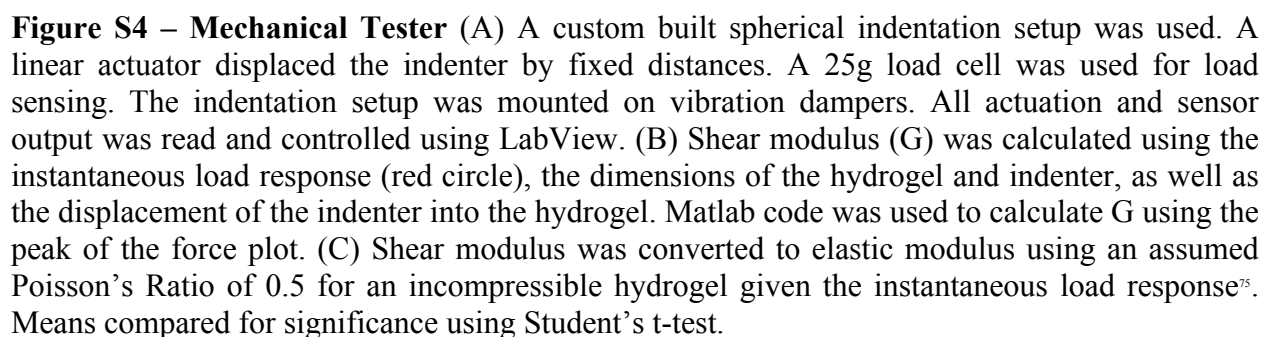 Figure S4 – Mechanical Tester (A) A custom built spherical indentation setup was used. A
linear actuator displaced the indenter by fixed distances. A 25g load cell was used for load
sensing. The indentation setup was mounted on vibration dampers. All actuation and sensor
output was read and controlled using LabView. (B) Shear modulus (G) was calculated using the
instantaneous load response (red circle), the dimensions of the hydrogel and indenter, as well as
the displacement of the indenter into the hydrogel. Matlab code was used to calculate G using the
peak of the force plot. (C) Shear modulus was converted to elastic modulus using an assumed
Poisson’s Ratio of 0.5 for an incompressible hydrogel given the instantaneous load response⁷⁵.
Means compared for significance using Student’s t-test.